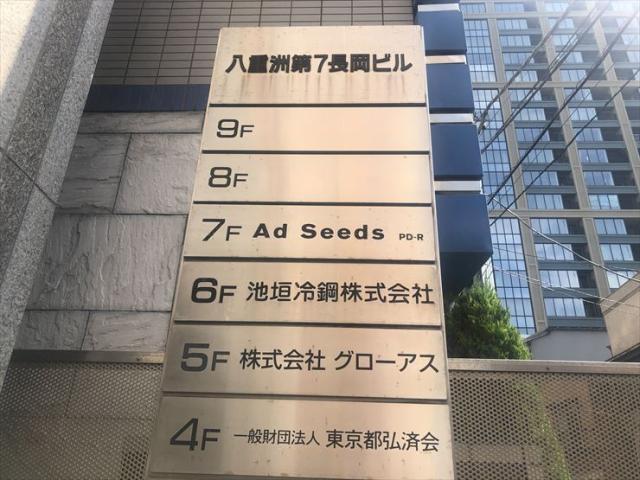 八重洲第7長岡ビル
9F
8F
7F Ad Seeds PD-R
6F 池垣冷鋼株式会社
5F 株式会社 グローアス
4F 一般財団法人 東京都弘済会